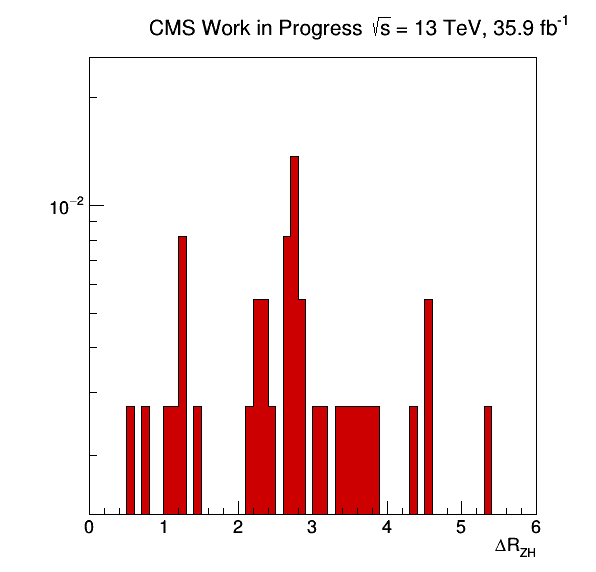 CMS Work in Progress √s = 13 TeV, 35.9 fb⁻¹
10⁻²
0 1 2 3 4 5 6
ΔR_ZH